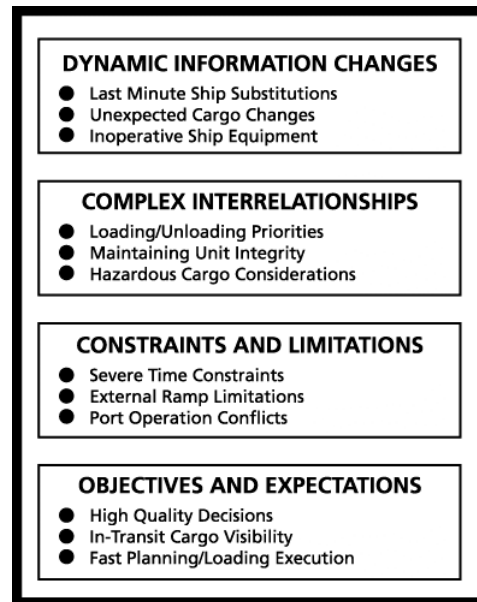 DYNAMIC INFORMATION CHANGES
● Last Minute Ship Substitutions
● Unexpected Cargo Changes
● Inoperative Ship Equipment
COMPLEX INTERRELATIONSHIPS
● Loading/Unloading Priorities
● Maintaining Unit Integrity
● Hazardous Cargo Considerations
CONSTRAINTS AND LIMITATIONS
● Severe Time Constraints
● External Ramp Limitations
● Port Operation Conflicts
OBJECTIVES AND EXPECTATIONS
● High Quality Decisions
● In-Transit Cargo Visibility
● Fast Planning/Loading Execution